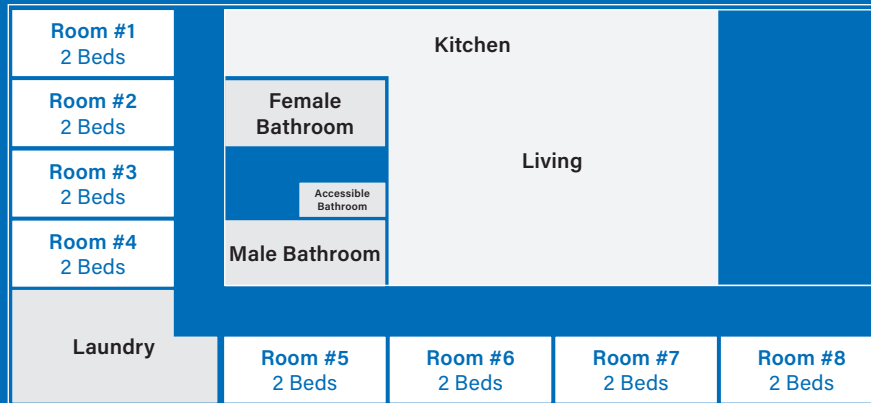 Room #1
2 Beds
Kitchen
Room #2
2 Beds
Female
Bathroom
Living
Room #3
2 Beds
Accessible
Bathroom
Room #4
2 Beds
Male Bathroom
Laundry
Room #5
2 Beds
Room #6
2 Beds
Room #7
2 Beds
Room #8
2 Beds